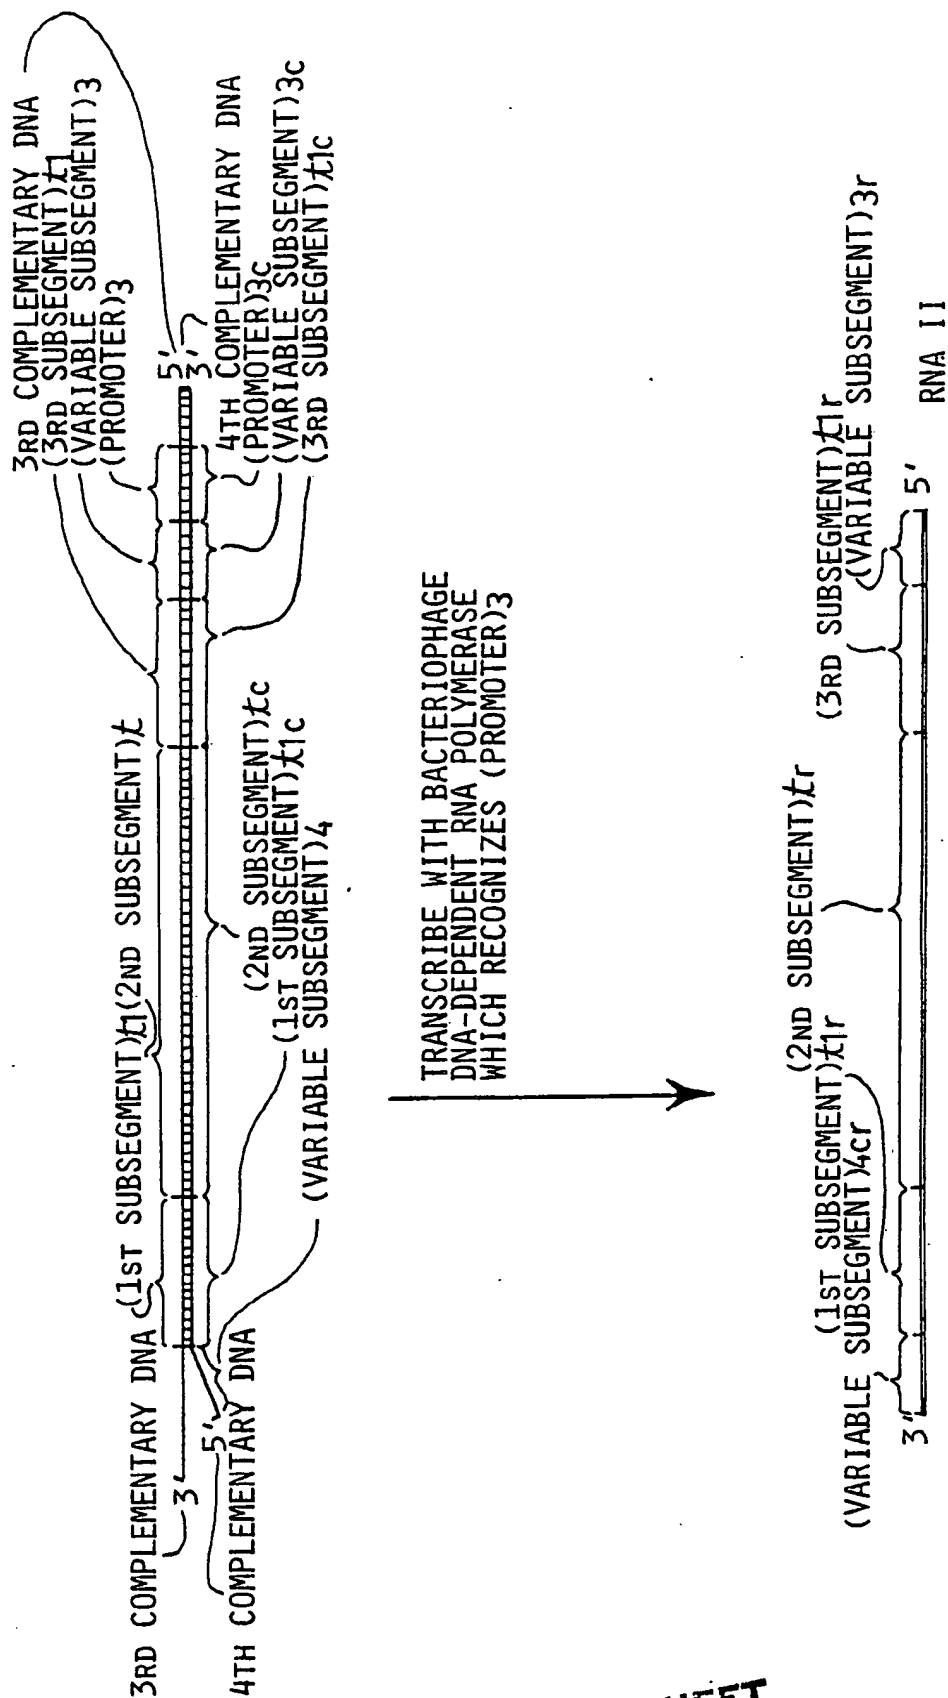 3RD COMPLEMENTARY DNA
(3RD SUBSEGMENT)t1
(VARIABLE SUBSEGMENT)3
(PROMOTER)3
3RD COMPLEMENTARY DNA
(1ST SUBSEGMENT)t1
(2ND SUBSEGMENT)t
3'
5'
5'
3'
4TH COMPLEMENTARY DNA
(VARIABLE SUBSEGMENT)4
(1ST SUBSEGMENT)t1c
(2ND SUBSEGMENT)tc
4TH COMPLEMENTARY DNA
(PROMOTER)3c
(VARIABLE SUBSEGMENT)3c
(3RD SUBSEGMENT)t1c
TRANSCRIBE WITH BACTERIOPHAGE
DNA-DEPENDENT RNA POLYMERASE
WHICH RECOGNIZES (PROMOTER)3
(2ND SUBSEGMENT)tr
(1ST SUBSEGMENT)t1r
(VARIABLE SUBSEGMENT)4cr
(3RD SUBSEGMENT)t1r
(VARIABLE SUBSEGMENT)3r
3'
5'
RNA II